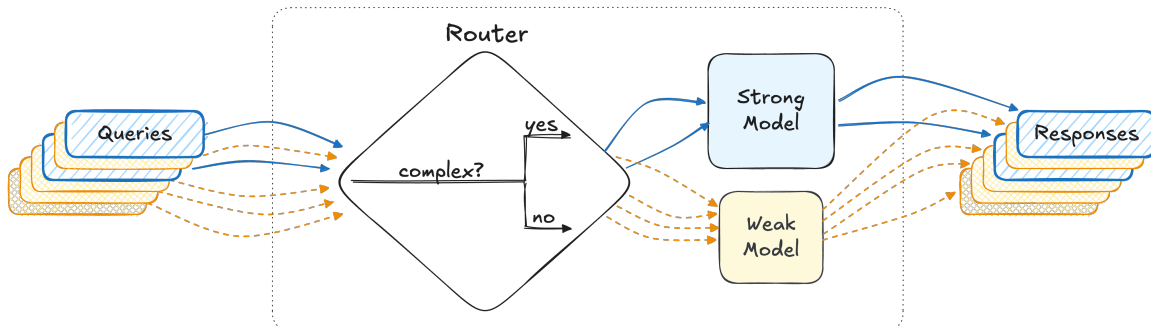 Router
Queries
complex?
yes
no
Strong
Model
Weak
Model
Responses